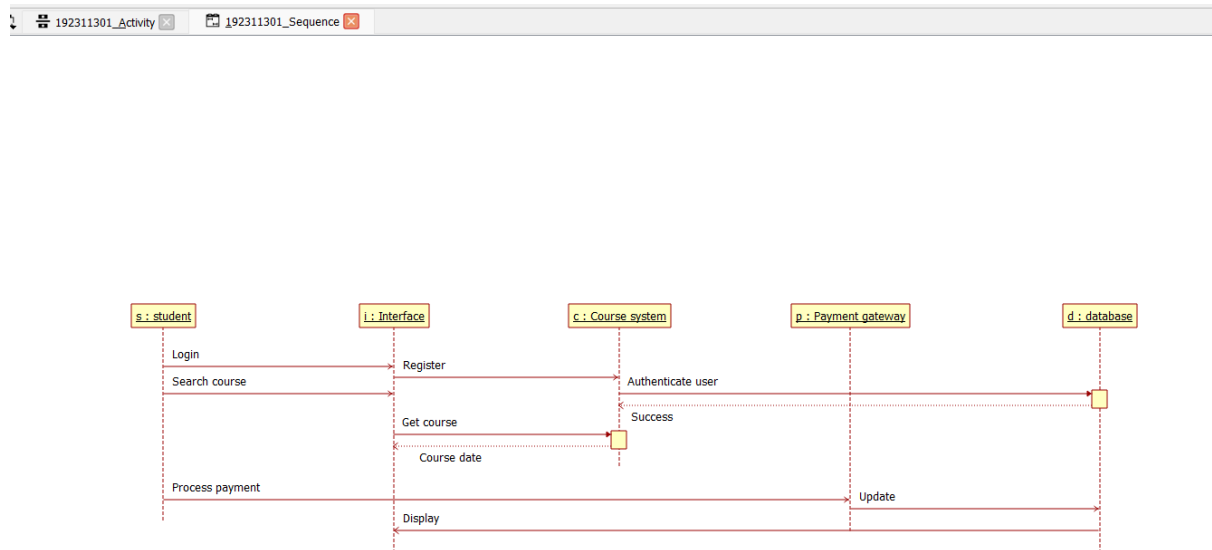 192311301_Activity
192311301_Sequence
s : student
i : Interface
c : Course system
p : Payment gateway
d : database
Login
Register
Search course
Authenticate user
Success
Get course
Course date
Process payment
Update
Display